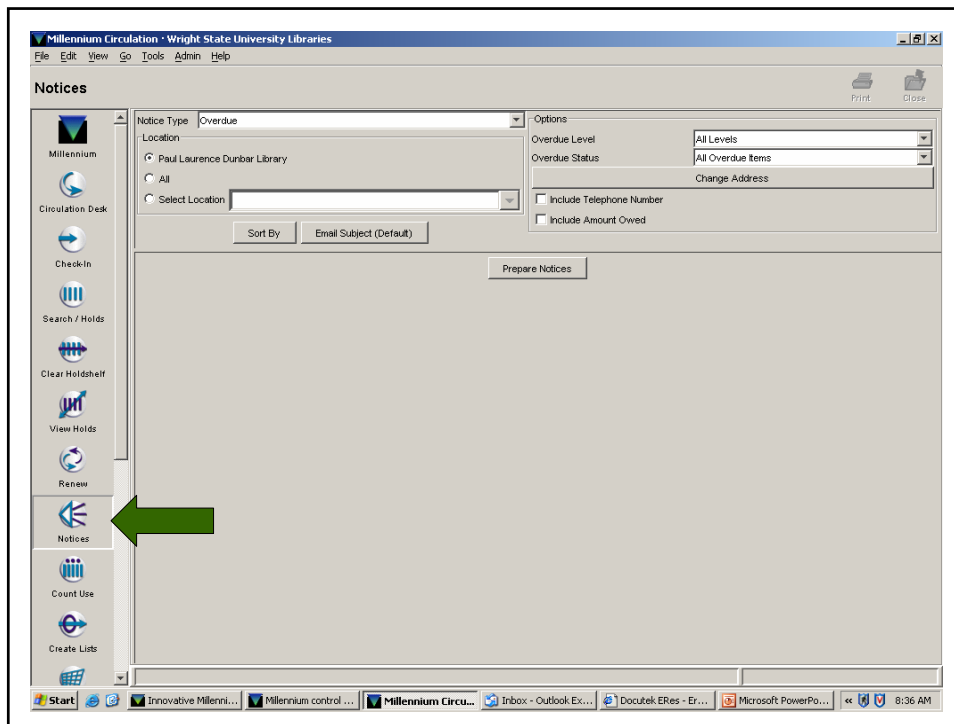 Millennium Circulation · Wright State University Libraries
File Edit View Go Tools Admin Help
Notices
Print Close
Millennium
Circulation Desk
Check-In
Search / Holds
Clear Holdshelf
View Holds
Renew
Notices
Count Use
Create Lists
Notice Type Overdue
Location
Paul Laurence Dunbar Library
All
Select Location
Sort By Email Subject (Default)
Options
Overdue Level All Levels
Overdue Status All Overdue Items
Change Address
Include Telephone Number
Include Amount Owed
Prepare Notices
Start Innovative Millenni... Millennium control ... Millennium Circu... Inbox - Outlook Ex... Docutek ERes - Er... Microsoft PowerPo... « 8:36 AM